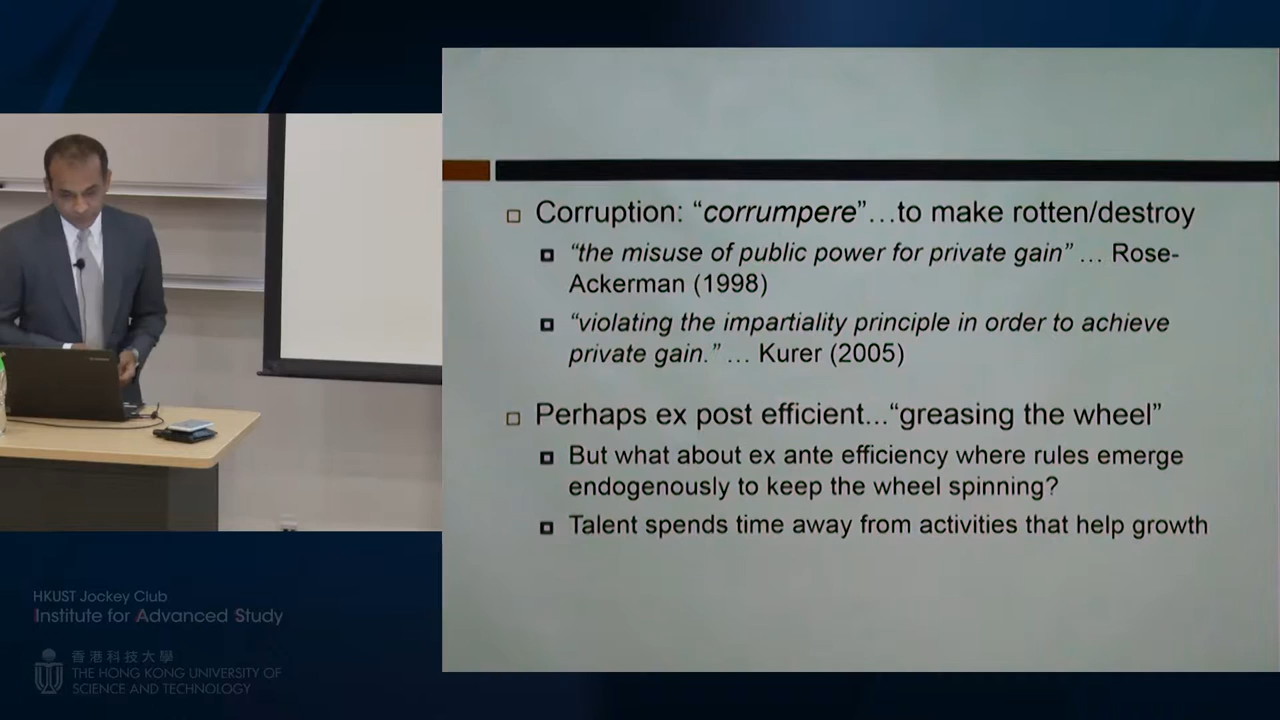 Corruption: “corrumpere”…to make rotten/destroy
“the misuse of public power for private gain” … Rose-
Ackerman (1998)
“violating the impartiality principle in order to achieve
private gain.” … Kurer (2005)
Perhaps ex post efficient...“greasing the wheel”
But what about ex ante efficiency where rules emerge
endogenously to keep the wheel spinning?
Talent spends time away from activities that help growth
HKUST Jockey Club
Institute for Advanced Study
香港科技大學
THE HONG KONG UNIVERSITY OF
SCIENCE AND TECHNOLOGY